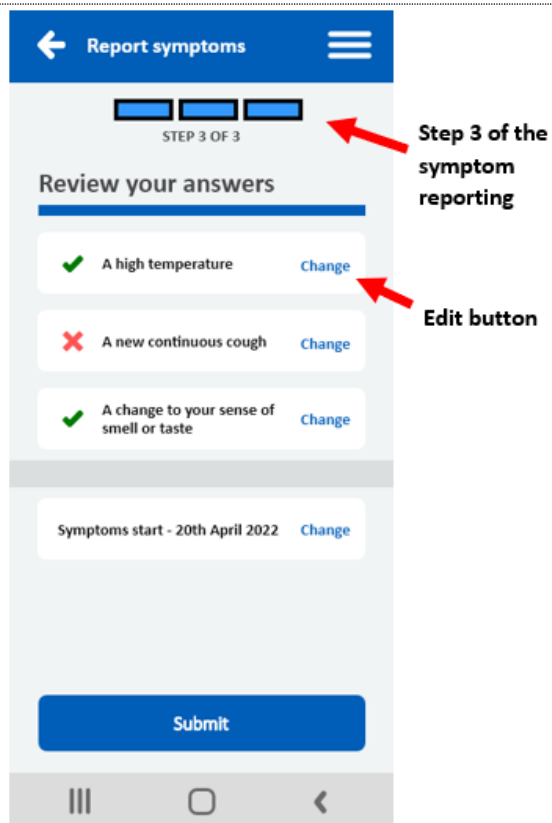 Report symptoms
STEP 3 OF 3
Step 3 of the
symptom
reporting
Review your answers
A high temperature
Change
Edit button
A new continuous cough
Change
A change to your sense of
smell or taste
Change
Symptoms start - 20th April 2022
Change
Submit